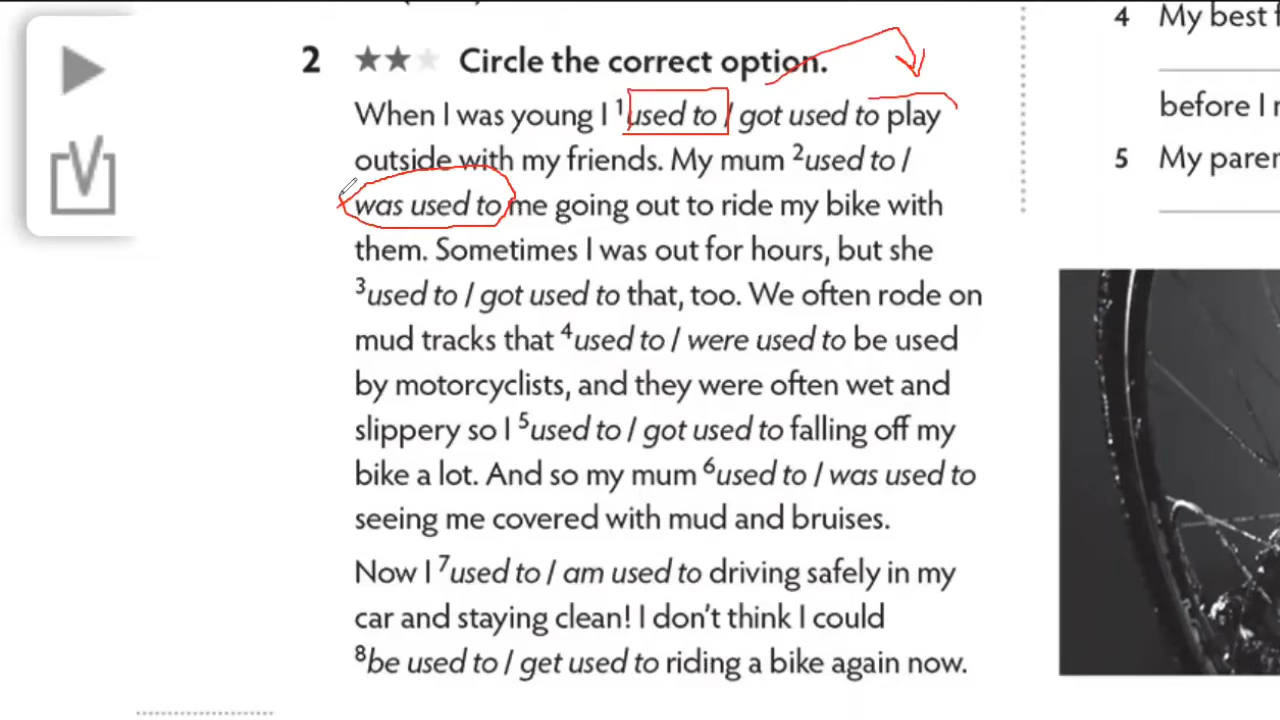 2 ★★★ Circle the correct option.
When I was young I ¹used to / got used to play
outside with my friends. My mum ²used to /
was used to me going out to ride my bike with
them. Sometimes I was out for hours, but she
³used to / got used to that, too. We often rode on
mud tracks that ⁴used to / were used to be used
by motorcyclists, and they were often wet and
slippery so I ⁵used to / got used to falling off my
bike a lot. And so my mum ⁶used to / was used to
seeing me covered with mud and bruises.
Now I ⁷used to / am used to driving safely in my
car and staying clean! I don't think I could
⁸be used to / get used to riding a bike again now.
4 My best
before I
5 My